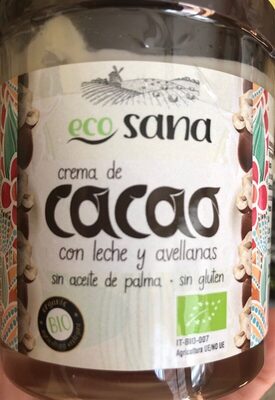 eco sana
crema de
cacao
con leche y avellanas
sin aceite de palma · sin gluten
organic
BIO
IT-BIO-007
Agricultura UE/NO UE